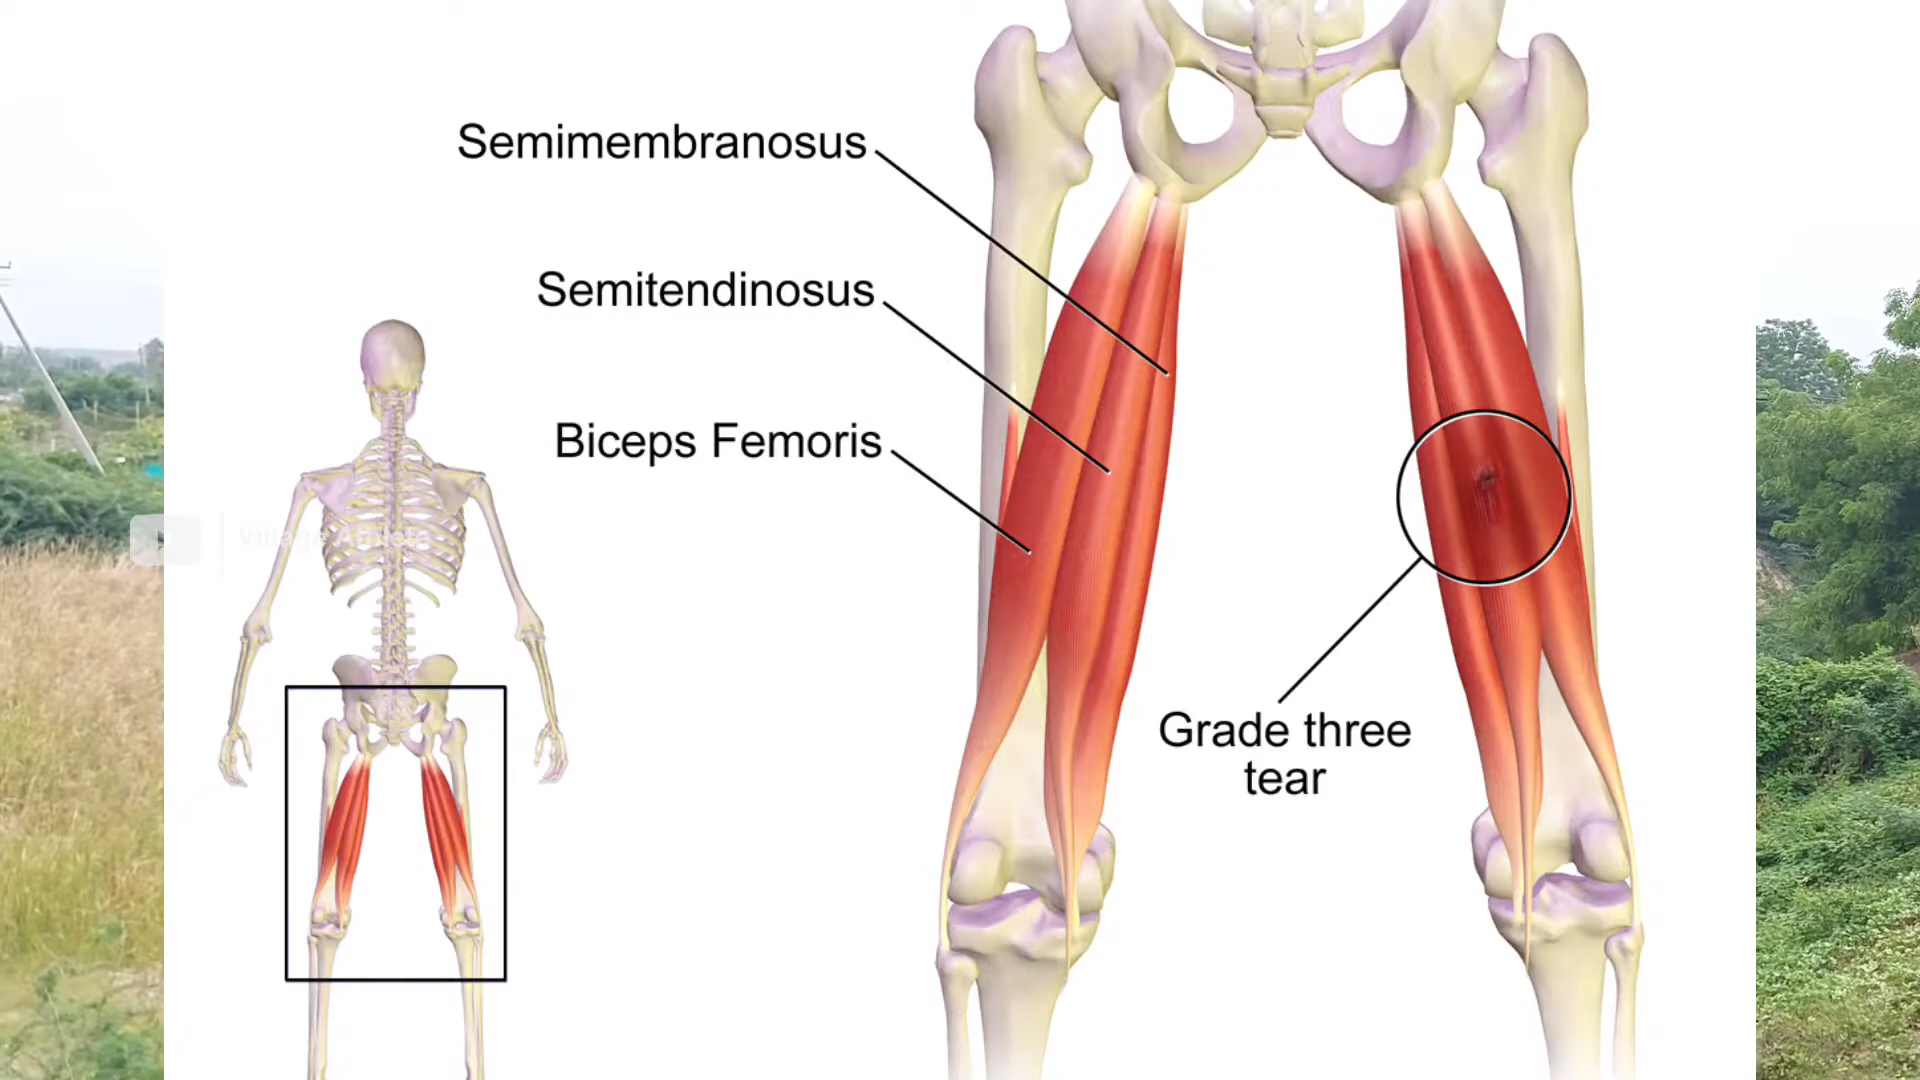 Semimembranosus
Semitendinosus
Biceps Femoris
Grade three
tear